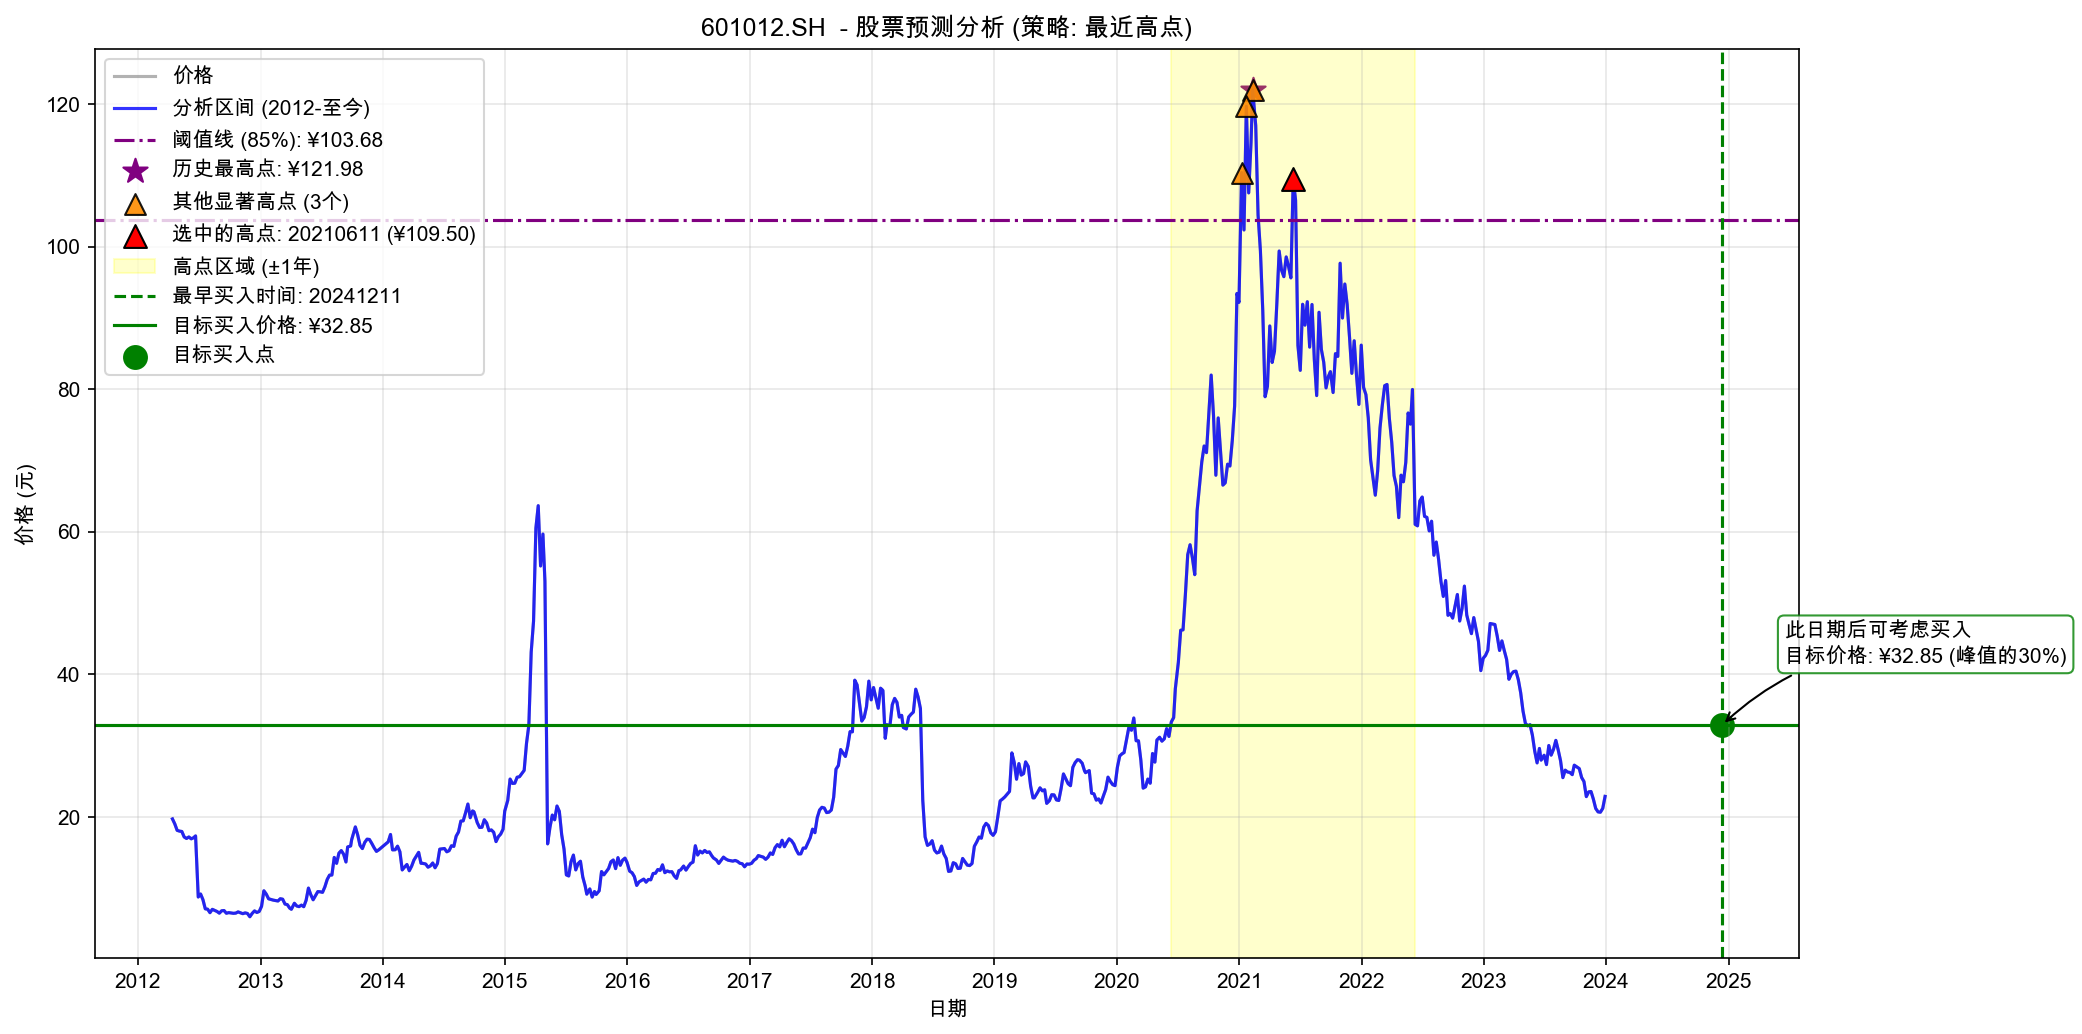 601012.SH - 股票预测分析 (策略: 最近高点)
价格
分析区间 (2012-至今)
阈值线 (85%): ¥103.68
历史最高点: ¥121.98
其他显著高点 (3个)
选中的高点: 20210611 (¥109.50)
高点区域 (±1年)
最早买入时间: 20241211
目标买入价格: ¥32.85
目标买入点
120
100
80
60
40
20
价格 (元)
此日期后可考虑买入
目标价格: ¥32.85 (峰值的30%)
2012 2013 2014 2015 2016 2017 2018 2019 2020 2021 2022 2023 2024 2025
日期